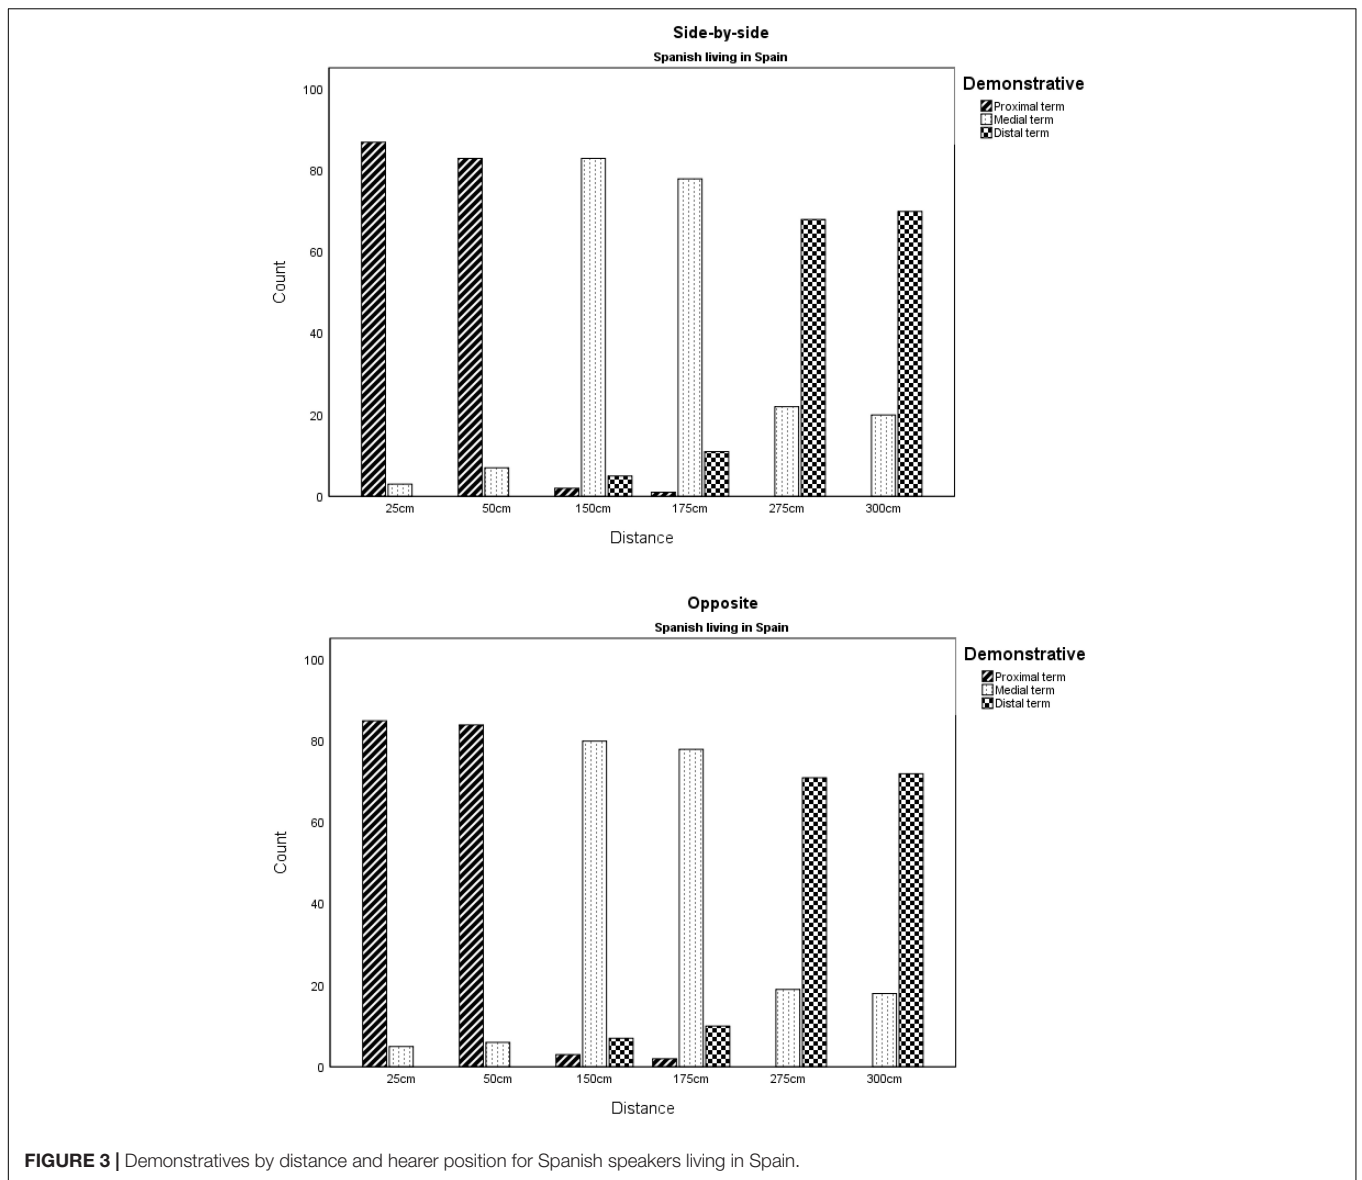 Side-by-side
Spanish living in Spain
Demonstrative
Proximal term
Medial term
Distal term
100
80
60
40
20
0
Count
25cm 50cm 150cm 175cm 275cm 300cm
Distance
Opposite
Spanish living in Spain
Demonstrative
Proximal term
Medial term
Distal term
100
80
60
40
20
0
Count
25cm 50cm 150cm 175cm 275cm 300cm
Distance
FIGURE 3 | Demonstratives by distance and hearer position for Spanish speakers living in Spain.